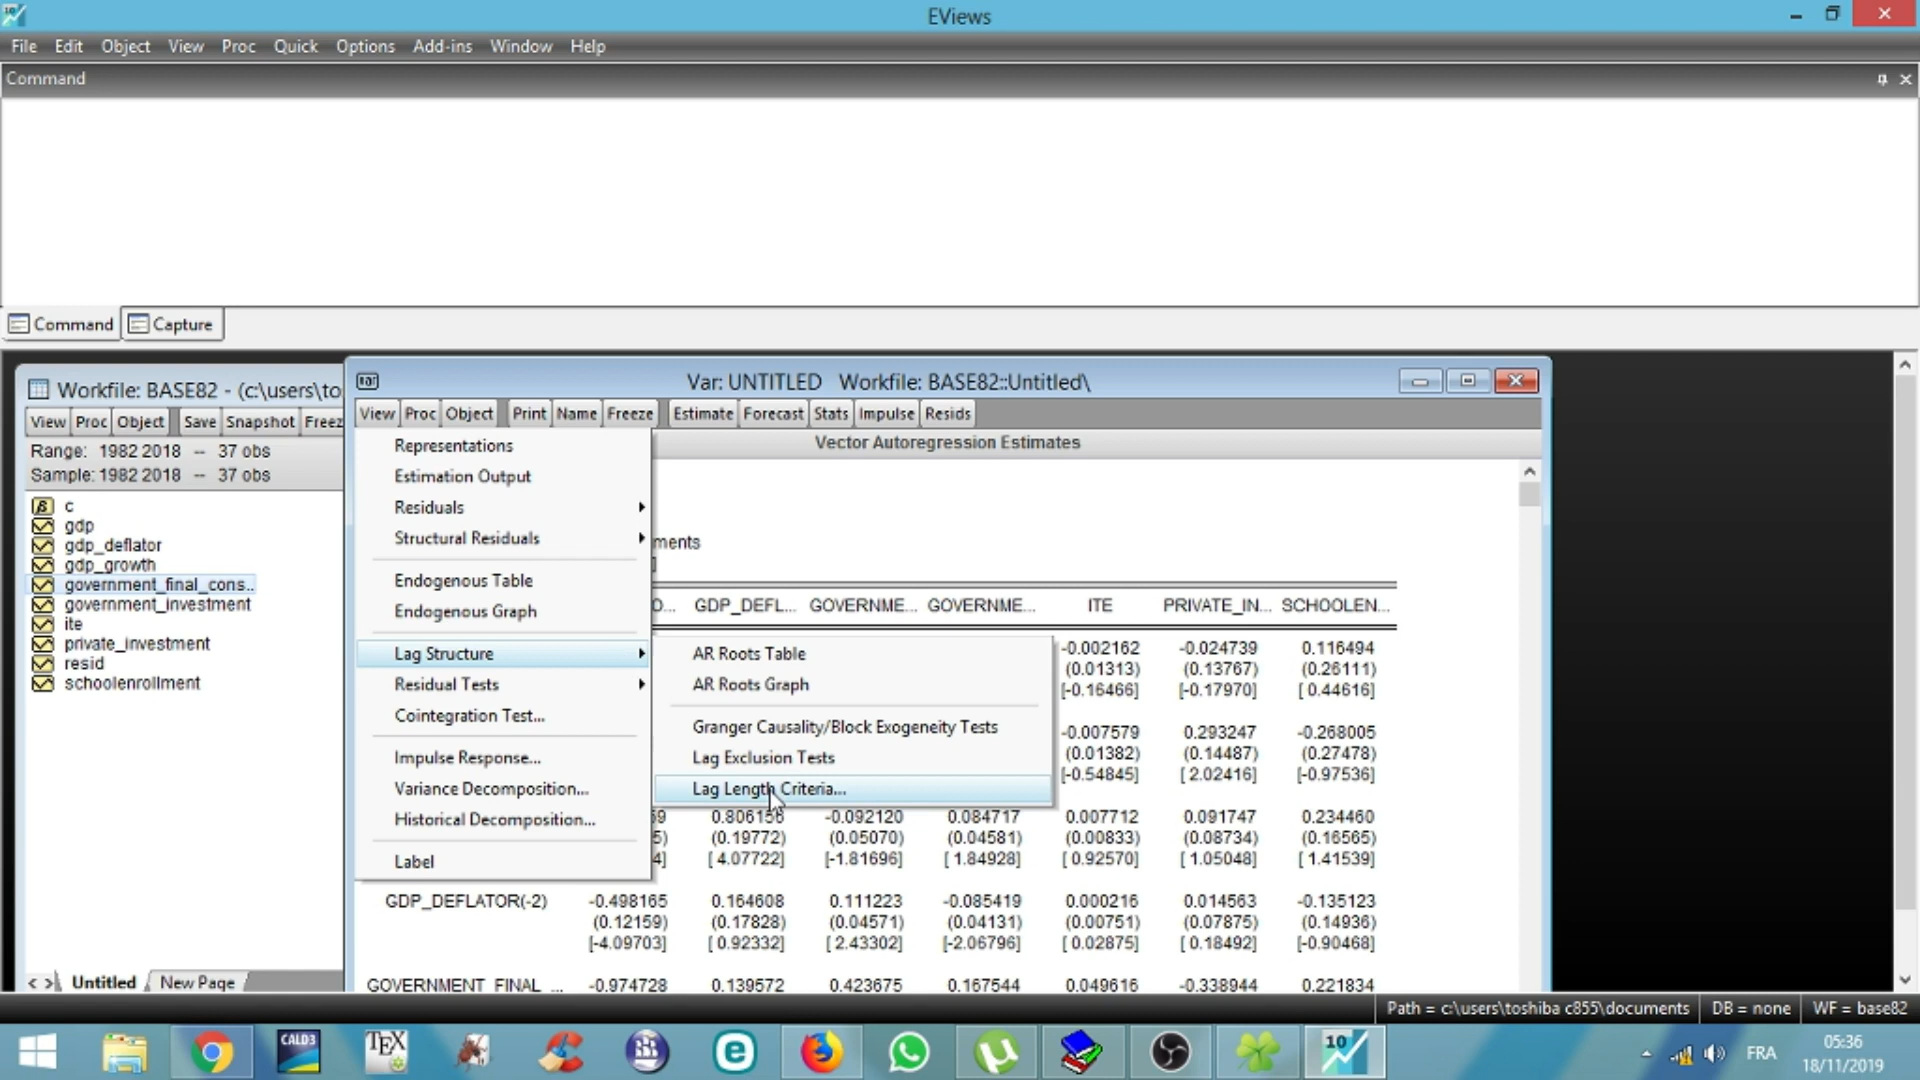 EViews
File Edit Object View Proc Quick Options Add-ins Window Help
Command
Command Capture
Workfile: BASE82 - (c:\users\to
View Proc Object Save Snapshot Freez
Range: 1982 2018 -- 37 obs
Sample: 1982 2018 -- 37 obs
c
gdp
gdp_deflator
gdp_growth
government_final_cons..
government_investment
ite
private_investment
resid
schoolenrollment
Untitled New Page
Var: UNTITLED Workfile: BASE82::Untitled\
View Proc Object Print Name Freeze Estimate Forecast Stats Impulse Resids
Vector Autoregression Estimates
Representations
Estimation Output
Residuals
Structural Residuals
Endogenous Table
Endogenous Graph
Lag Structure
Residual Tests
Cointegration Test...
Impulse Response...
Variance Decomposition...
Historical Decomposition...
Label
AR Roots Table
AR Roots Graph
Granger Causality/Block Exogeneity Tests
Lag Exclusion Tests
Lag Length Criteria...
ments
]
O... GDP_DEFL... GOVERNME... GOVERNME... ITE PRIVATE_IN... SCHOOLEN...
-0.002162 -0.024739 0.116494
(0.01313) (0.13767) (0.26111)
[-0.16466] [-0.17970] [ 0.44616]
-0.007579 0.293247 -0.268005
(0.01382) (0.14487) (0.27478)
[-0.54845] [ 2.02416] [-0.97536]
59 0.806156 -0.092120 0.084717 0.007712 0.091747 0.234460
5) (0.19772) (0.05070) (0.04581) (0.00833) (0.08734) (0.16565)
4] [ 4.07722] [-1.81696] [ 1.84928] [ 0.92570] [ 1.05048] [ 1.41539]
GDP_DEFLATOR(-2) -0.498165 0.164608 0.111223 -0.085419 0.000216 0.014563 -0.135123
(0.12159) (0.17828) (0.04571) (0.04131) (0.00751) (0.07875) (0.14936)
[-4.09703] [ 0.92332] [ 2.43302] [-2.06796] [ 0.02875] [ 0.18492] [-0.90468]
GOVERNMENT_FINAL_... -0.974728 0.139572 0.423675 0.167544 0.049616 -0.338944 0.221834
Path = c:\users\toshiba c855\documents DB = none WF = base82
CALD3
TEX
10
FRA
05:36
18/11/2019